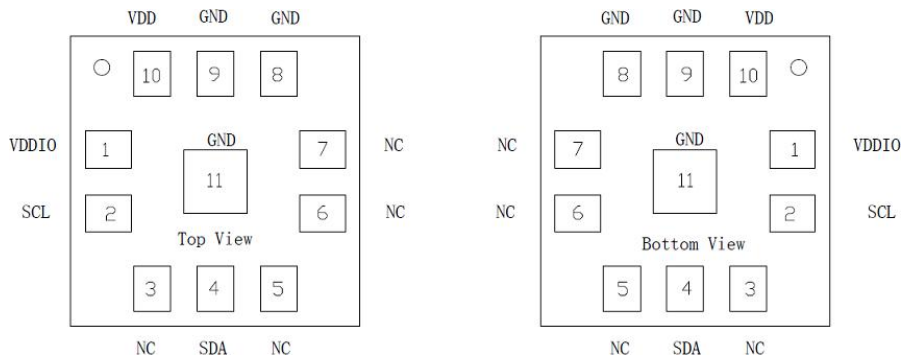 VDD GND GND
10 9 8
VDDIO 1 GND 7 NC
11
SCL 2 6 NC
Top View
3 4 5
NC SDA NC
GND GND VDD
8 9 10
NC 7 GND 1 VDDIO
11
NC 6 2 SCL
Bottom View
5 4 3
NC SDA NC